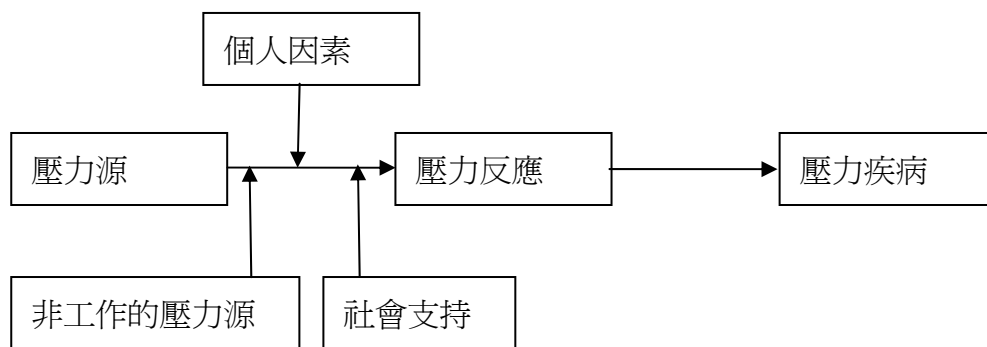 個人因素
壓力源
壓力反應
壓力疾病
非工作的壓力源
社會支持